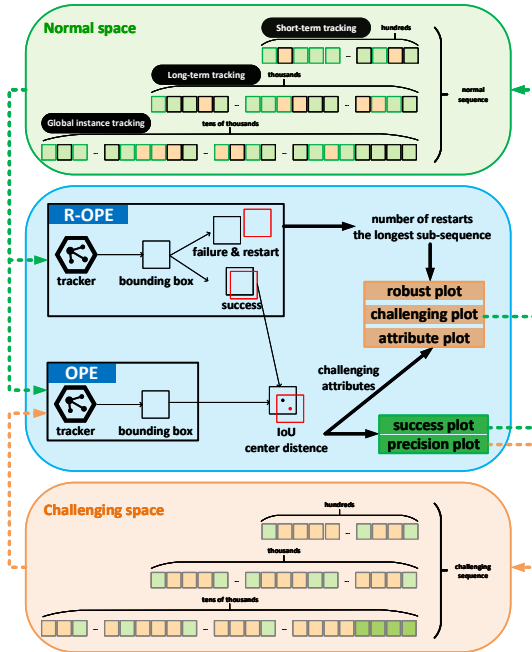 Normal space
Short-term tracking
hundreds
Long-term tracking
thousands
Global instance tracking
tens of thousands
normal
sequence
R-OPE
tracker
bounding box
failure & restart
success
number of restarts
the longest sub-sequence
robust plot
challenging plot
attribute plot
OPE
tracker
bounding box
IoU
center distance
challenging
attributes
success plot
precision plot
Challenging space
hundreds
thousands
tens of thousands
challenging
sequence